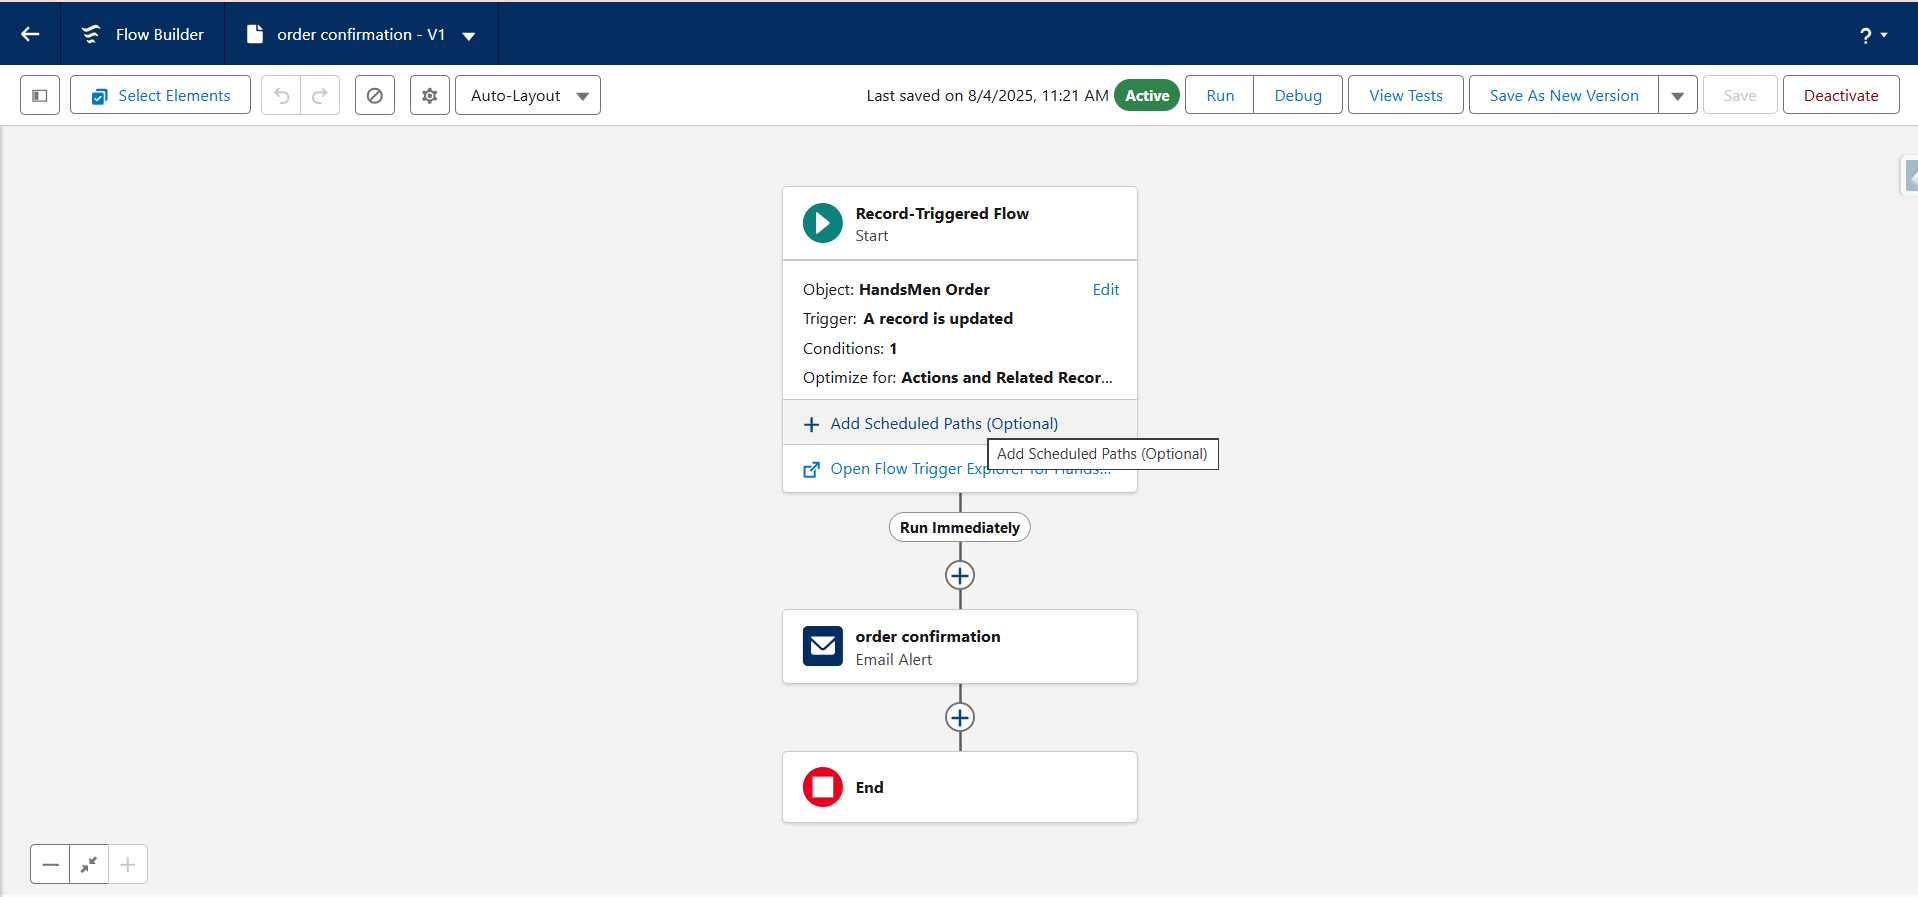 Flow Builder
order confirmation - V1
?
Select Elements
Auto-Layout
Last saved on 8/4/2025, 11:21 AM
Active
Run
Debug
View Tests
Save As New Version
Save
Deactivate
Record-Triggered Flow
Start
Object: HandsMen Order
Edit
Trigger: A record is updated
Conditions: 1
Optimize for: Actions and Related Recor...
Add Scheduled Paths (Optional)
Add Scheduled Paths (Optional)
Open Flow Trigger Explorer for Hands...
Run Immediately
order confirmation
Email Alert
End